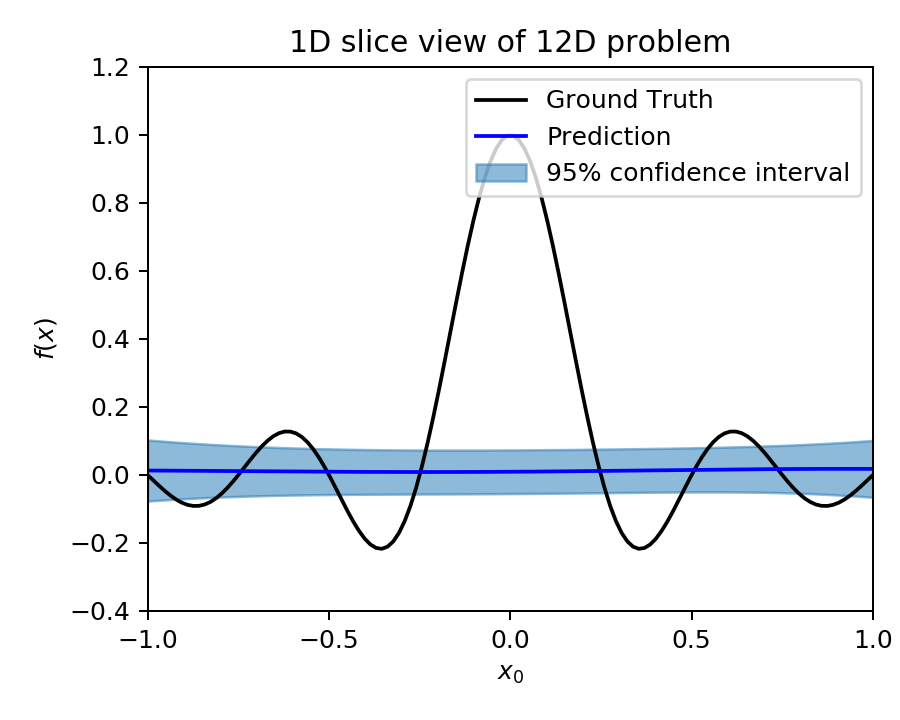 1D slice view of 12D problem
Ground Truth
Prediction
95% confidence interval
1.2
1.0
0.8
0.6
0.4
0.2
0.0
−0.2
−0.4
f(x)
−1.0 −0.5 0.0 0.5 1.0
x₀